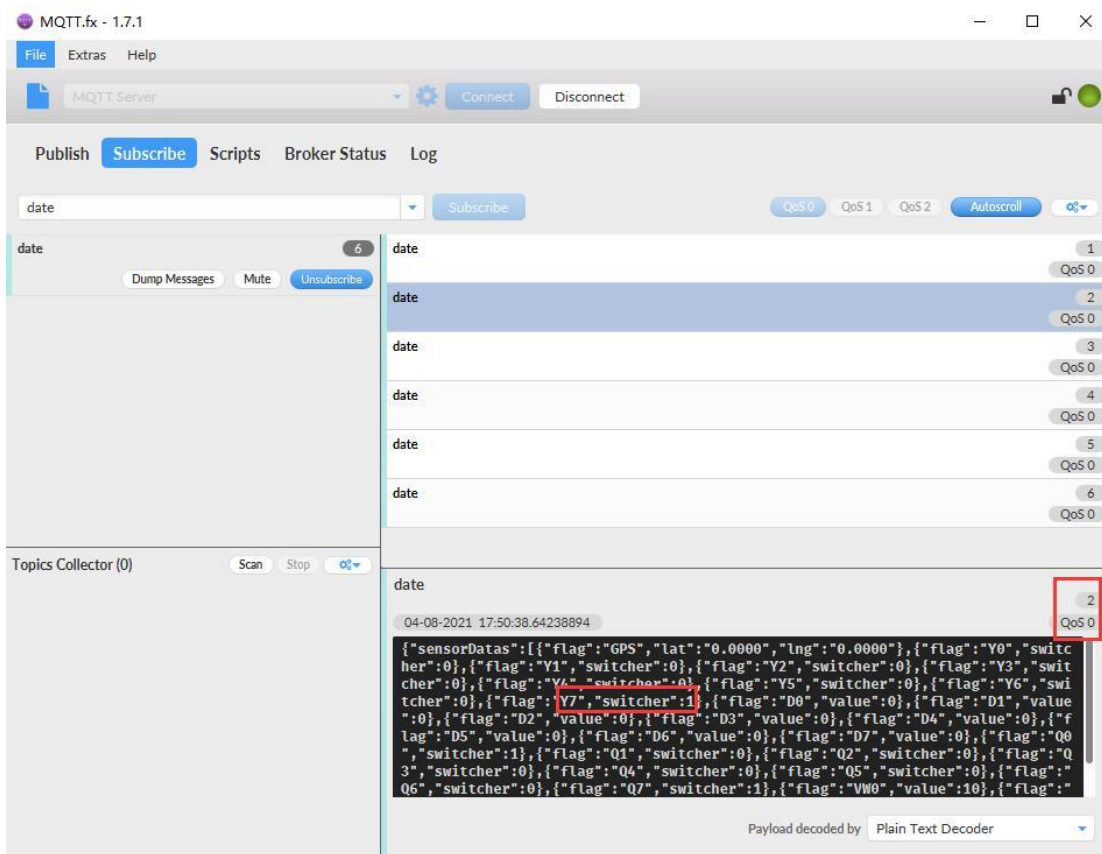 MQTT.fx - 1.7.1
File Extras Help
MQTT Server Connect Disconnect
Publish Subscribe Scripts Broker Status Log
date Subscribe QoS 0 QoS 1 QoS 2 Autoscroll
date 6
Dump Messages Mute Unsubscribe
date 1
QoS 0
date 2
QoS 0
date 3
QoS 0
date 4
QoS 0
date 5
QoS 0
date 6
QoS 0
Topics Collector (0) Scan Stop
date
2
04-08-2021 17:50:38.64238894 QoS 0
{"sensorDatas":[{"flag":"GPS","lat":"0.0000","lng":"0.0000"},{"flag":"Y0","switc
her":0},{"flag":"Y1","switcher":0},{"flag":"Y2","switcher":0},{"flag":"Y3","swit
cher":0},{"flag":"Y4","switcher":0},{"flag":"Y5","switcher":0},{"flag":"Y6","swi
tcher":0},{"flag":"Y7","switcher":1},{"flag":"D0","value":0},{"flag":"D1","value
":0},{"flag":"D2","value":0},{"flag":"D3","value":0},{"flag":"D4","value":0},{"f
lag":"D5","value":0},{"flag":"D6","value":0},{"flag":"D7","value":0},{"flag":"Q0
","switcher":1},{"flag":"Q1","switcher":0},{"flag":"Q2","switcher":0},{"flag":"Q
3","switcher":0},{"flag":"Q4","switcher":0},{"flag":"Q5","switcher":0},{"flag":"
Q6","switcher":0},{"flag":"Q7","switcher":1},{"flag":"VW0","value":10},{"flag":"
Payload decoded by Plain Text Decoder